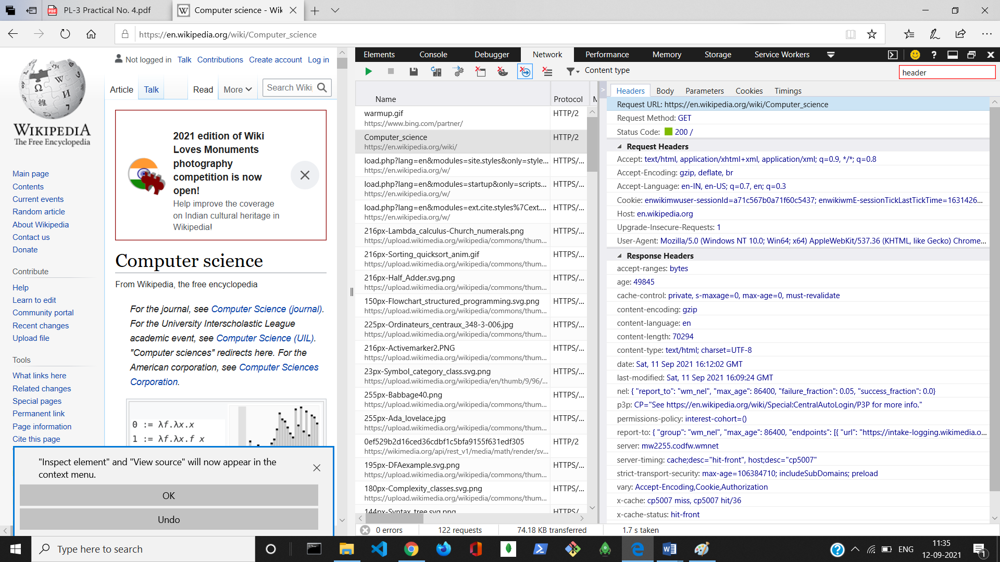 PL-3 Practical No. 4.pdf
Computer science - Wik
https://en.wikipedia.org/wiki/Computer_science
WIKIPEDIA
The Free Encyclopedia
Main page
Contents
Current events
Random article
About Wikipedia
Contact us
Donate
Contribute
Help
Learn to edit
Community portal
Recent changes
Upload file
Tools
What links here
Related changes
Special pages
Permanent link
Page information
Cite this page
Not logged in Talk Contributions Create account Log in
Article Talk Read More Search Wiki
2021 edition of Wiki
Loves Monuments
photography
competition is now
open!
Help improve the coverage
on Indian cultural heritage in
Wikipedia!
Computer science
From Wikipedia, the free encyclopedia
For the journal, see Computer Science (journal).
For the University Interscholastic League
academic event, see Computer Science (UIL).
"Computer sciences" redirects here. For the
American corporation, see Computer Sciences
Corporation.
0 := λf.λx.x
1 := λf.λx.f x
"Inspect element" and "View source" will now appear in the
context menu.
OK
Undo
Elements Console Debugger Network Performance Memory Storage Service Workers
Content type
header
Name Protocol M
warmup.gif HTTP/2
https://www.bing.com/partner/
Computer_science HTTP/2
https://en.wikipedia.org/wiki/
load.php?lang=en&modules=site.styles&only=style... HTTPS/...
https://en.wikipedia.org/w/
load.php?lang=en&modules=startup&only=scripts... HTTPS/...
https://en.wikipedia.org/w/
load.php?lang=en&modules=ext.cite.styles%7Cext.... HTTPS/...
https://en.wikipedia.org/w/
216px-Lambda_calculus-Church_numerals.png HTTPS/...
https://upload.wikimedia.org/wikipedia/commons/thum...
216px-Sorting_quicksort_anim.gif HTTPS/...
https://upload.wikimedia.org/wikipedia/commons/thum...
216px-Half_Adder.svg.png HTTPS/...
https://upload.wikimedia.org/wikipedia/commons/thum...
150px-Flowchart_structured_programming.svg.png HTTPS/...
https://upload.wikimedia.org/wikipedia/commons/thum...
225px-Ordinateurs_centraux_348-3-006.jpg HTTPS/...
https://upload.wikimedia.org/wikipedia/commons/thum...
216px-Activemarker2.PNG HTTPS/...
https://upload.wikimedia.org/wikipedia/commons/thum...
23px-Symbol_category_class.svg.png HTTPS/...
https://upload.wikimedia.org/wikipedia/en/thumb/9/96/...
255px-Babbage40.png HTTPS/...
https://upload.wikimedia.org/wikipedia/commons/thum...
255px-Ada_lovelace.jpg HTTPS/...
https://upload.wikimedia.org/wikipedia/commons/thum...
0ef529b2d16ced36cdbf1c5bfa9155f631edf305 HTTP/2
https://wikimedia.org/api/rest_v1/media/math/render/sv...
195px-DFAexample.svg.png HTTPS/...
https://upload.wikimedia.org/wikipedia/commons/thum...
180px-Complexity_classes.svg.png HTTPS/...
https://upload.wikimedia.org/wikipedia/commons/thum...
144px-Syntax_tree.svg.png HTTPS/...
0 errors 122 requests 74.18 KB transferred 1.7 s taken
Headers Body Parameters Cookies Timings
Request URL: https://en.wikipedia.org/wiki/Computer_science
Request Method: GET
Status Code: 200 /
Request Headers
Accept: text/html, application/xhtml+xml, application/xml; q=0.9, */*; q=0.8
Accept-Encoding: gzip, deflate, br
Accept-Language: en-IN, en-US; q=0.7, en; q=0.3
Cookie: enwikimwuser-sessionId=a71c567b0a71f60c5437; enwikiwmE-sessionTickLastTickTime=1631426...
Host: en.wikipedia.org
Upgrade-Insecure-Requests: 1
User-Agent: Mozilla/5.0 (Windows NT 10.0; Win64; x64) AppleWebKit/537.36 (KHTML, like Gecko) Chrome...
Response Headers
accept-ranges: bytes
age: 49845
cache-control: private, s-maxage=0, max-age=0, must-revalidate
content-encoding: gzip
content-language: en
content-length: 70294
content-type: text/html; charset=UTF-8
date: Sat, 11 Sep 2021 16:12:02 GMT
last-modified: Sat, 11 Sep 2021 16:09:24 GMT
nel: { "report_to": "wm_nel", "max_age": 86400, "failure_fraction": 0.05, "success_fraction": 0.0}
p3p: CP="See https://en.wikipedia.org/wiki/Special:CentralAutoLogin/P3P for more info."
permissions-policy: interest-cohort=()
report-to: { "group": "wm_nel", "max_age": 86400, "endpoints": [{ "url": "https://intake-logging.wikimedia.o...
server: mw2255.codfw.wmnet
server-timing: cache;desc="hit-front", host;desc="cp5007"
strict-transport-security: max-age=106384710; includeSubDomains; preload
vary: Accept-Encoding,Cookie,Authorization
x-cache: cp5007 miss, cp5007 hit/36
x-cache-status: hit-front
Type here to search
ENG
11:35
12-09-2021
1